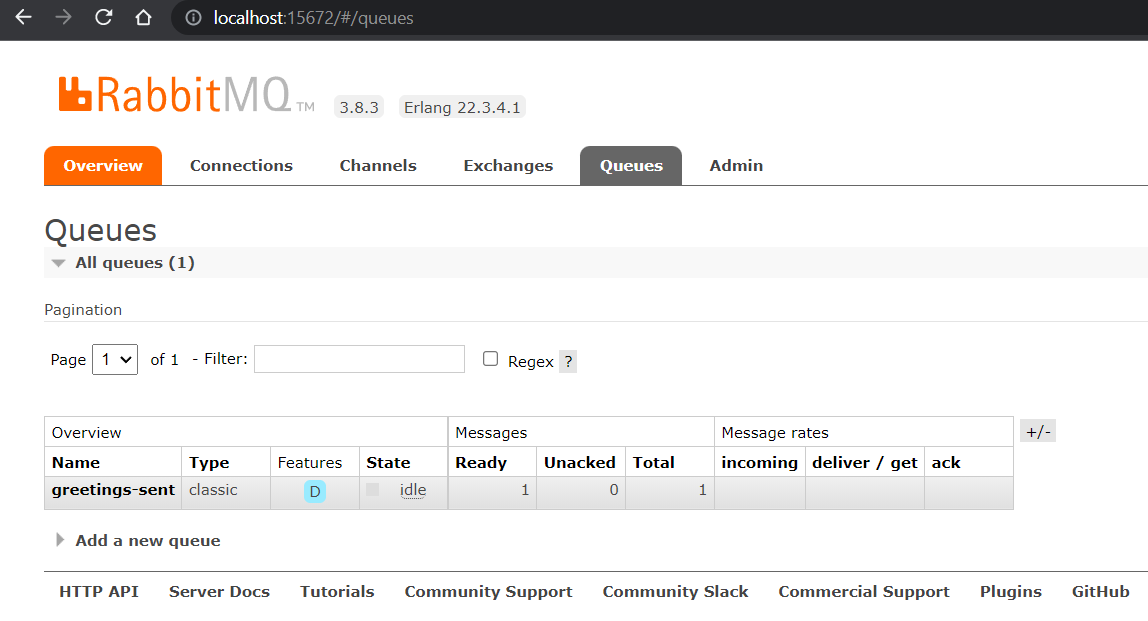 localhost:15672/#/queues
RabbitMQ TM 3.8.3 Erlang 22.3.4.1
Overview Connections Channels Exchanges Queues Admin
Queues
All queues (1)
Pagination
Page 1 of 1 - Filter: Regex ?
Overview Messages Message rates +/-
Name Type Features State Ready Unacked Total incoming deliver / get ack
greetings-sent classic D idle 1 0 1
Add a new queue
HTTP API Server Docs Tutorials Community Support Community Slack Commercial Support Plugins GitHub